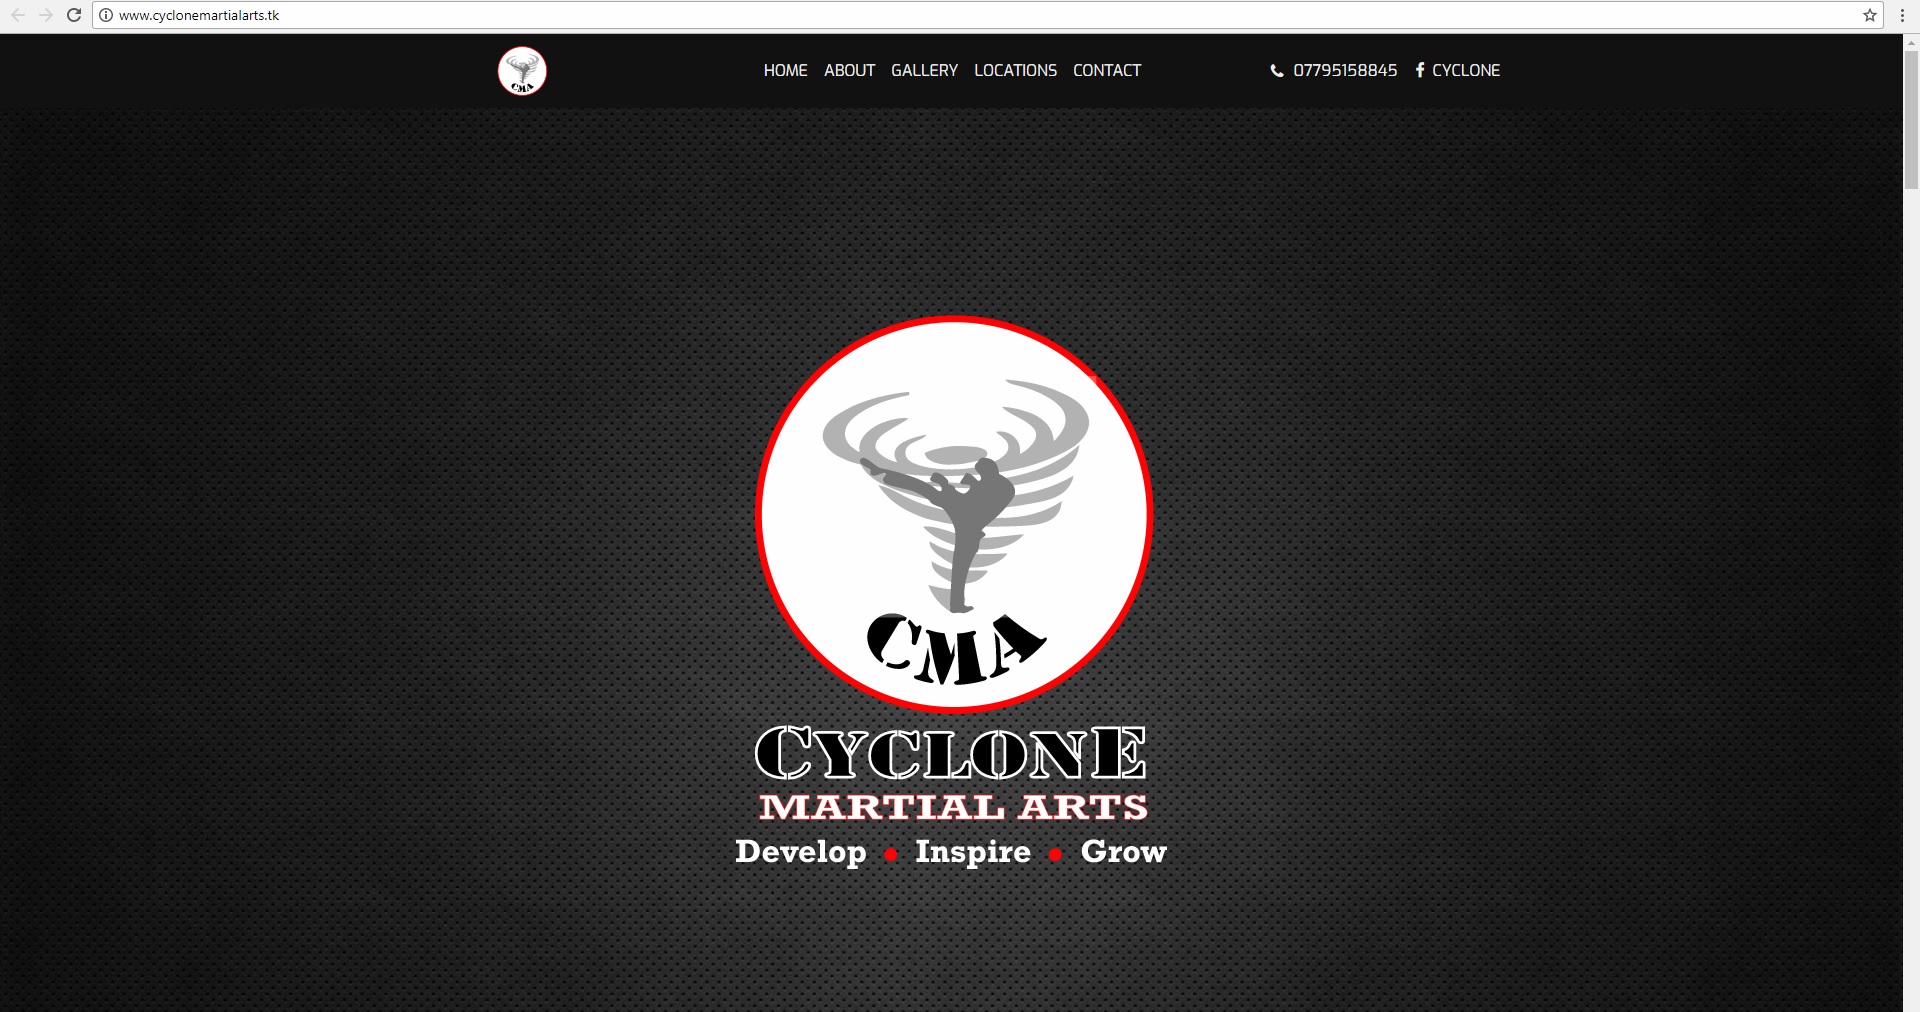 www.cyclonemartialarts.tk
CMA
HOME ABOUT GALLERY LOCATIONS CONTACT 07795158845 CYCLONE
CMA
CYCLONE
MARTIAL ARTS
Develop • Inspire • Grow